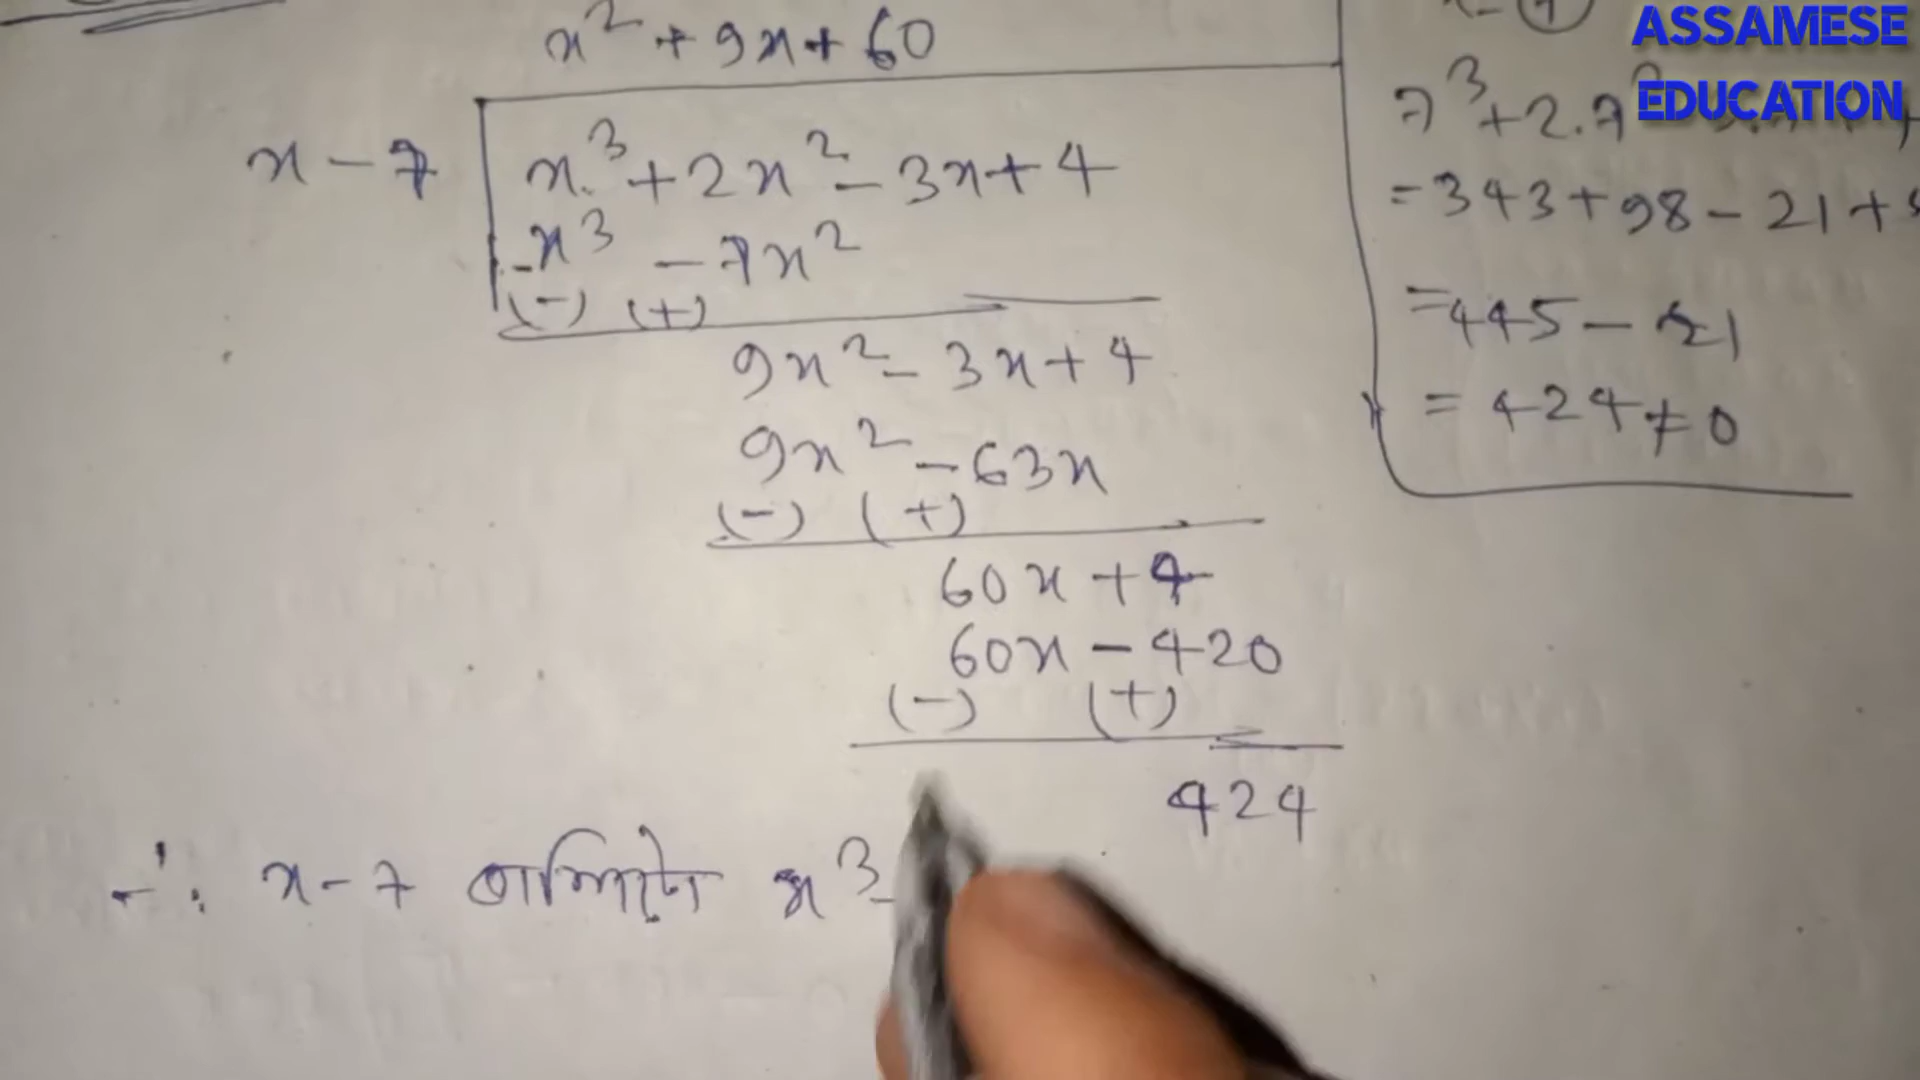 x² + 9x + 60
x - 7
x³ + 2x² - 3x + 4
-x³ - 7x²
(-) (+)
9x² - 3x + 4
9x² - 63x
(-) (+)
60x + 4
60x - 420
(-) (+)
424
∴ x - 7 ৰাশিটো x³ -
7³ + 2.7²
= 343 + 98 - 21 +
= 445 - 21
= 424 ≠ 0
ASSAMESE
EDUCATION